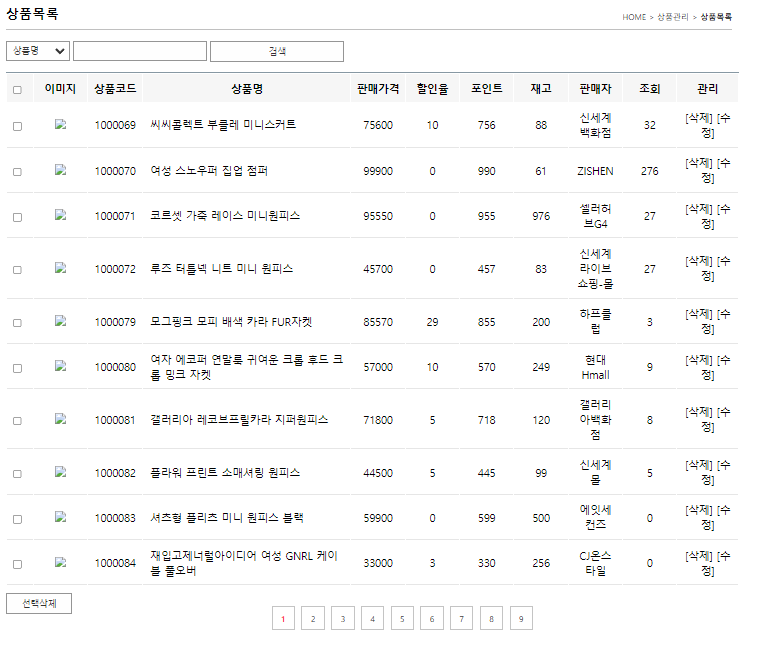 상품목록
HOME > 상품관리 > 상품목록
상품명 검색
이미지 상품코드 상품명 판매가격 할인율 포인트 재고 판매자 조회 관리
1000069 씨씨콜렉트 부클레 미니스커트 75600 10 756 88 신세계 백화점 32 [삭제] [수정]
1000070 여성 스노우퍼 집업 점퍼 99900 0 990 61 ZISHEN 276 [삭제] [수정]
1000071 코르셋 가죽 레이스 미니원피스 95550 0 955 976 셀러허브G4 27 [삭제] [수정]
1000072 루즈 터틀넥 니트 미니 원피스 45700 0 457 83 신세계 라이브 쇼핑-몰 27 [삭제] [수정]
1000079 모그핑크 모피 배색 카라 FUR자켓 85570 29 855 200 하프클럽 3 [삭제] [수정]
1000080 여자 에코퍼 연말룩 귀여운 크롭 후드 크롭 밍크 자켓 57000 10 570 249 현대Hmall 9 [삭제] [수정]
1000081 갤러리아 레코브프릴카라 지퍼원피스 71800 5 718 120 갤러리아백화점 8 [삭제] [수정]
1000082 플라워 프린트 소매셔링 원피스 44500 5 445 99 신세계몰 5 [삭제] [수정]
1000083 셔츠형 플리츠 미니 원피스 블랙 59900 0 599 500 에잇세컨즈 0 [삭제] [수정]
1000084 재입고제너럴아이디어 여성 GNRL 케이블 풀오버 33000 3 330 256 CJ온스타일 0 [삭제] [수정]
선택삭제
1 2 3 4 5 6 7 8 9